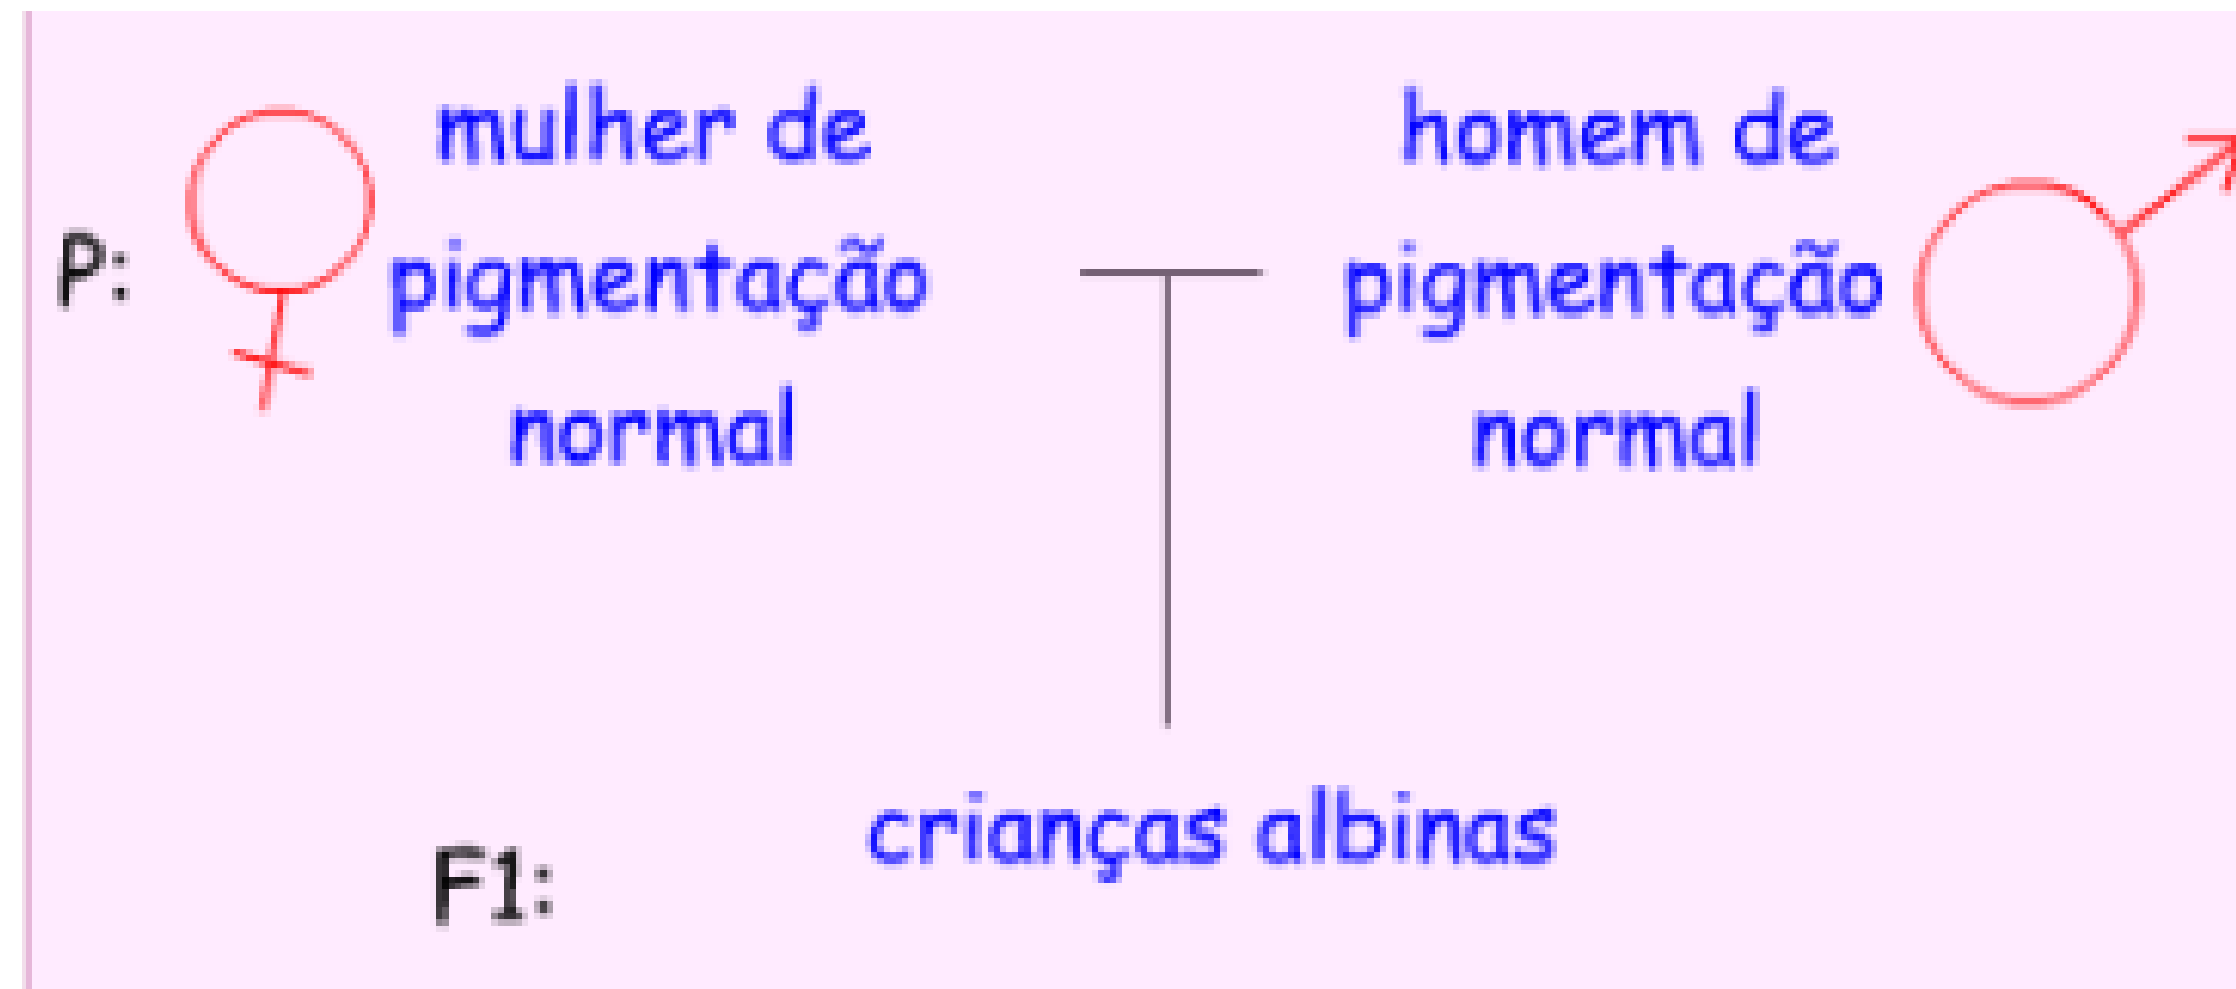 P:
mulher de
pigmentação
normal
homem de
pigmentação
normal
F1:
crianças albinas